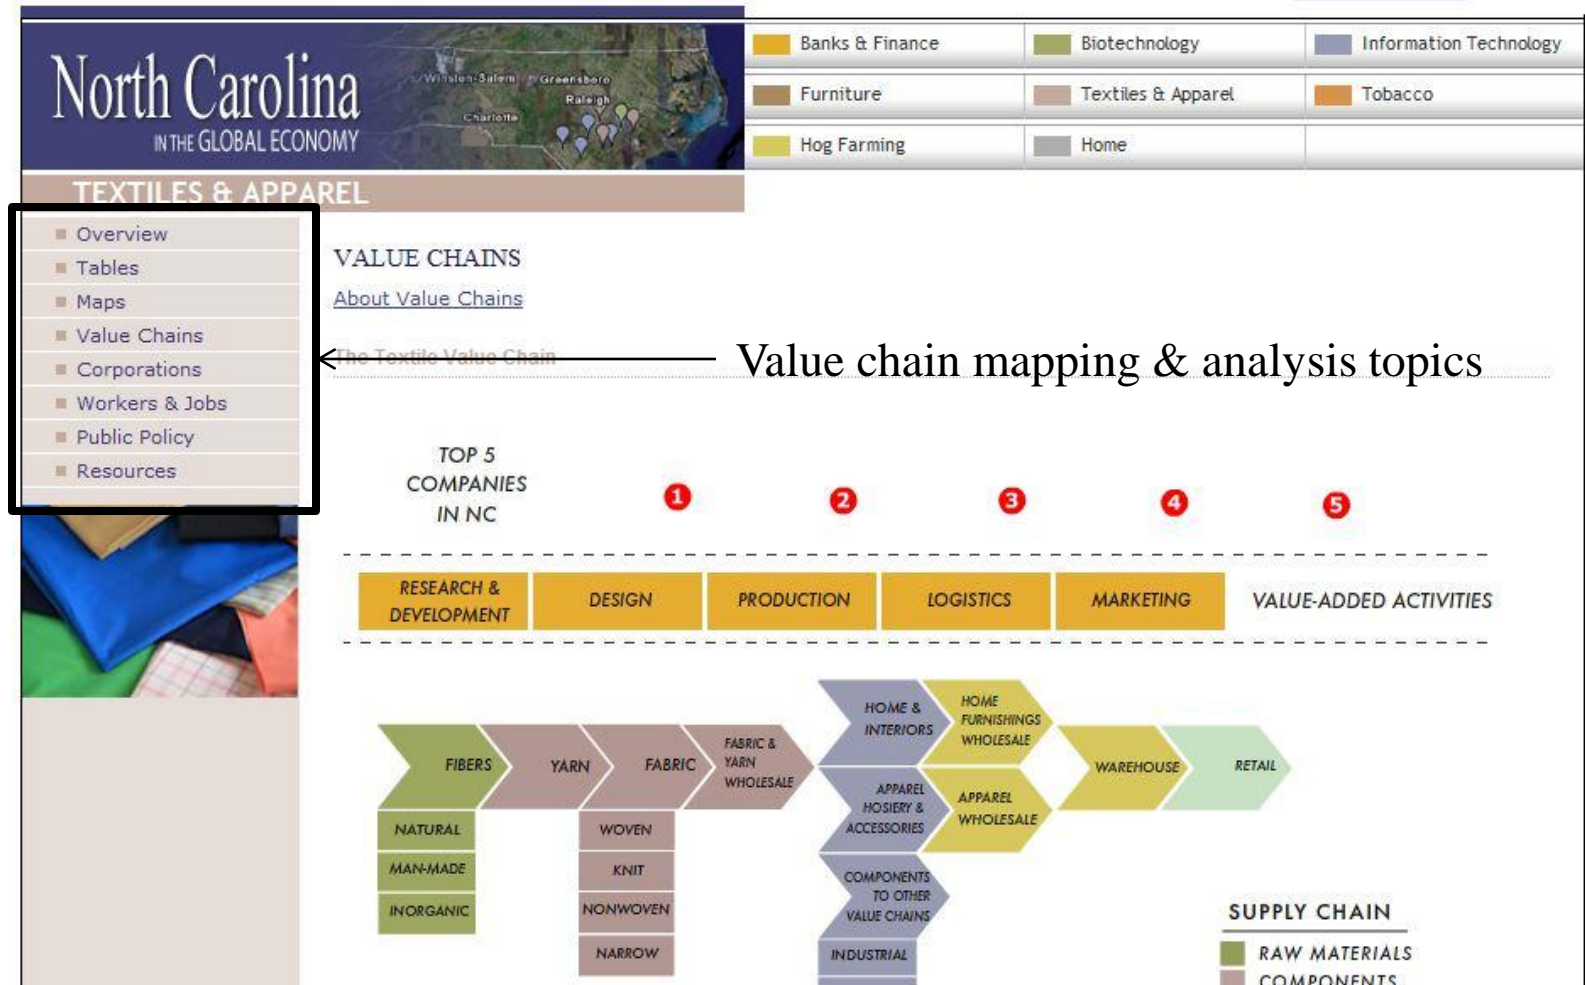 North Carolina
IN THE GLOBAL ECONOMY
Winston-Salem
Greensboro
Raleigh
Charlotte
Banks & Finance
Biotechnology
Information Technology
Furniture
Textiles & Apparel
Tobacco
Hog Farming
Home
TEXTILES & APPAREL
Overview
Tables
Maps
Value Chains
Corporations
Workers & Jobs
Public Policy
Resources
VALUE CHAINS
About Value Chains
The Textile Value Chain
Value chain mapping & analysis topics
TOP 5
COMPANIES
IN NC
1
2
3
4
5
RESEARCH &
DEVELOPMENT
DESIGN
PRODUCTION
LOGISTICS
MARKETING
VALUE-ADDED ACTIVITIES
FIBERS
YARN
FABRIC
FABRIC &
YARN
WHOLESALE
HOME &
INTERIORS
HOME
FURNISHINGS
WHOLESALE
APPAREL
HOSIERY &
ACCESSORIES
APPAREL
WHOLESALE
WAREHOUSE
RETAIL
NATURAL
MAN-MADE
INORGANIC
WOVEN
KNIT
NONWOVEN
NARROW
COMPONENTS
TO OTHER
VALUE CHAINS
INDUSTRIAL
SUPPLY CHAIN
RAW MATERIALS
COMPONENTS